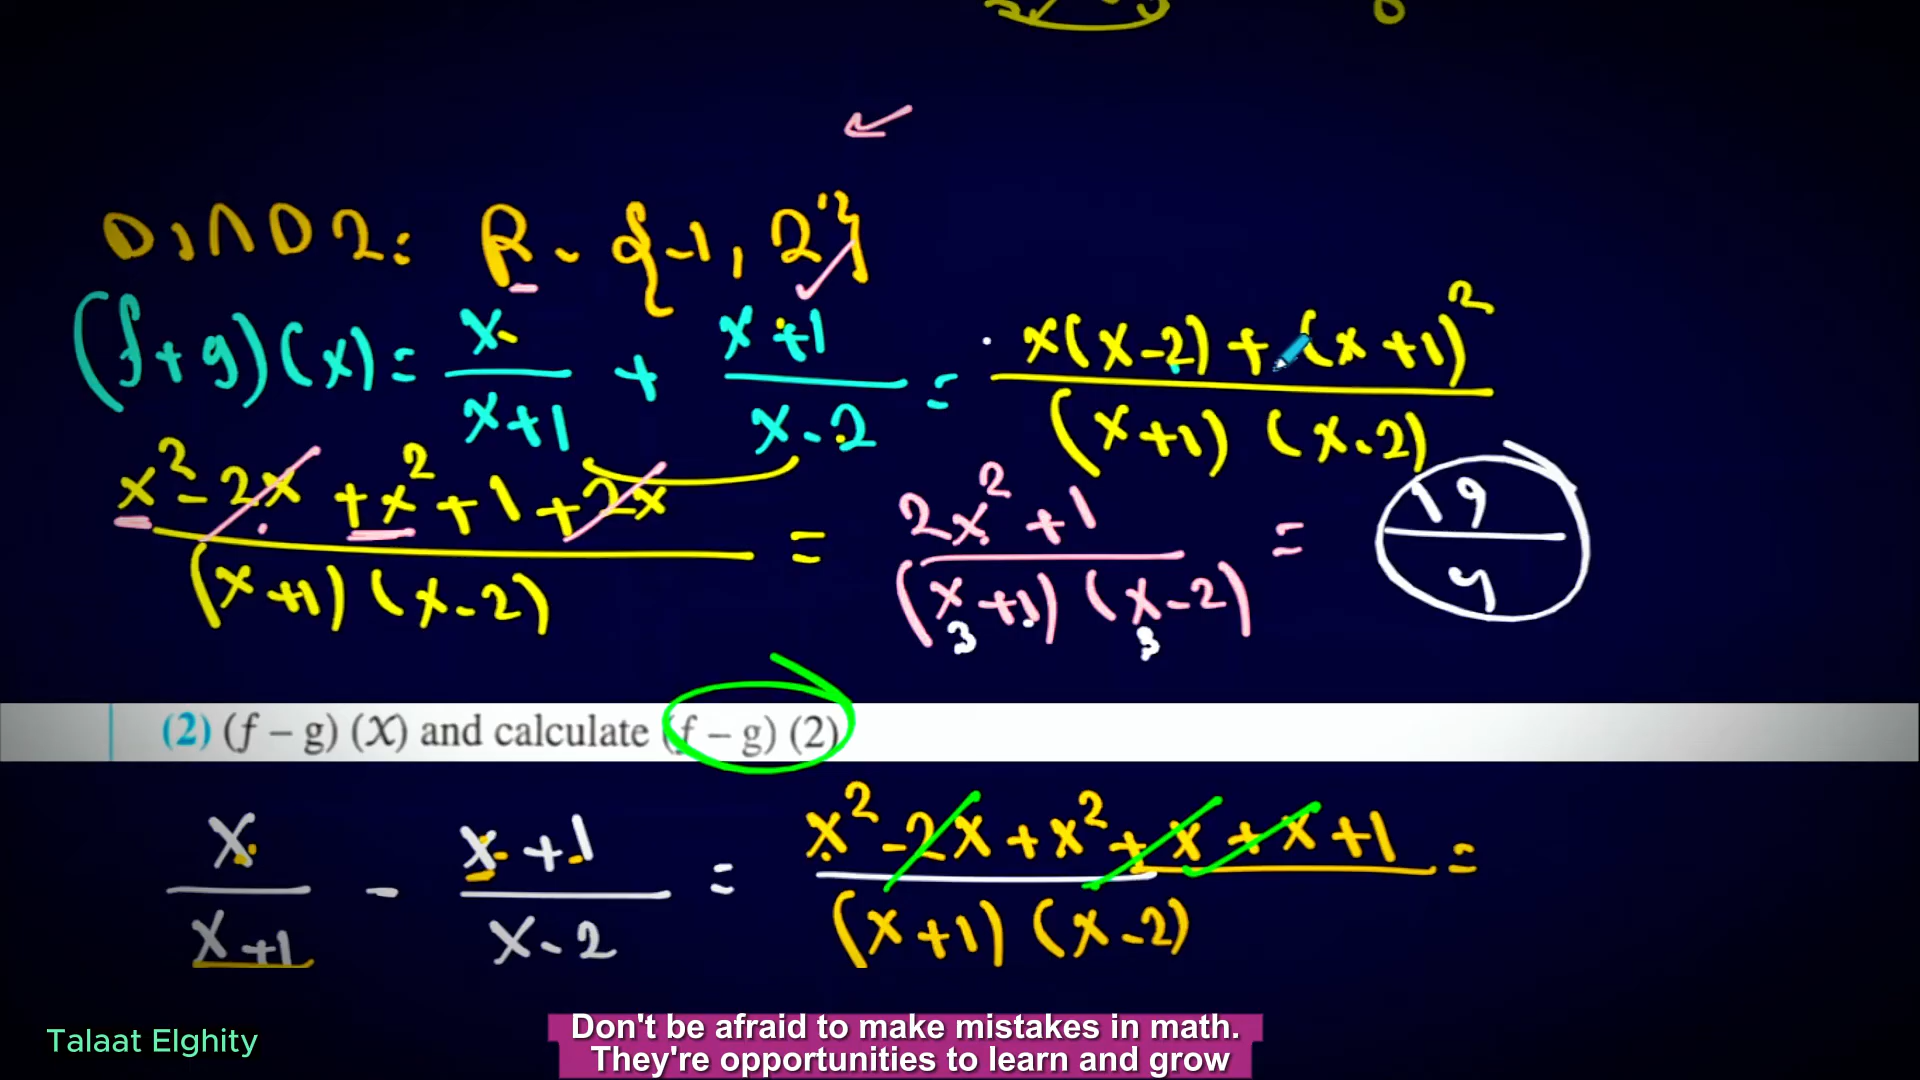 D1∩D2: R - {-1, 2}
(f+g)(x)= x/(x+1) + (x+1)/(x-2) = (x(x-2)+(x+1)²)/((x+1)(x-2))
(x²-2x+x²+1+2x)/((x+1)(x-2)) = (2x²+1)/((x+1)(x-2)) = 19/4
3 3
(2) (f – g) (X) and calculate (f – g) (2)
x/(x+1) - (x+1)/(x-2) = (x²-2x+x²+x+x+1)/((x+1)(x-2)) =
Talaat Elghity
Don't be afraid to make mistakes in math.
They're opportunities to learn and grow